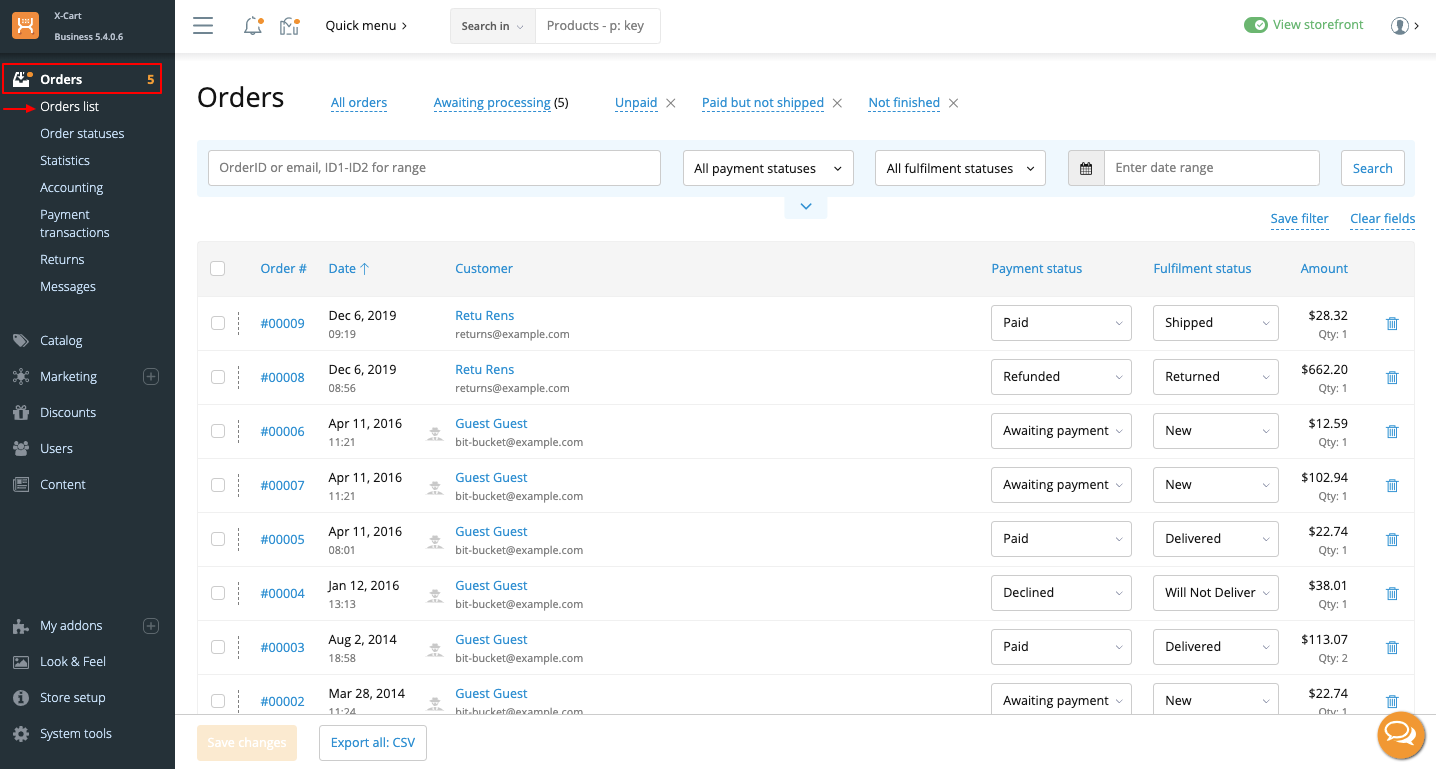 X-Cart
Business 5.4.0.6
Quick menu
Search in
Products - p: key
View storefront
Orders 5
Orders list
Order statuses
Statistics
Accounting
Payment
transactions
Returns
Messages
Catalog
Marketing
Discounts
Users
Content
My addons
Look & Feel
Store setup
System tools
Orders
All orders
Awaiting processing (5)
Unpaid
Paid but not shipped
Not finished
OrderID or email, ID1-ID2 for range
All payment statuses
All fulfilment statuses
Enter date range
Search
Save filter
Clear fields
Order # Date Customer Payment status Fulfilment status Amount
#00009 Dec 6, 2019 Retu Rens Paid Shipped $28.32
09:19 returns@example.com Qty: 1
#00008 Dec 6, 2019 Retu Rens Refunded Returned $662.20
08:56 returns@example.com Qty: 1
#00006 Apr 11, 2016 Guest Guest Awaiting payment New $12.59
11:21 bit-bucket@example.com Qty: 1
#00007 Apr 11, 2016 Guest Guest Awaiting payment New $102.94
11:21 bit-bucket@example.com Qty: 1
#00005 Apr 11, 2016 Guest Guest Paid Delivered $22.74
08:01 bit-bucket@example.com Qty: 1
#00004 Jan 12, 2016 Guest Guest Declined Will Not Deliver $38.01
13:13 bit-bucket@example.com Qty: 1
#00003 Aug 2, 2014 Guest Guest Paid Delivered $113.07
18:58 bit-bucket@example.com Qty: 2
#00002 Mar 28, 2014 Guest Guest Awaiting payment New $22.74
11:24 bit-bucket@example.com Qty: 1
Save changes
Export all: CSV